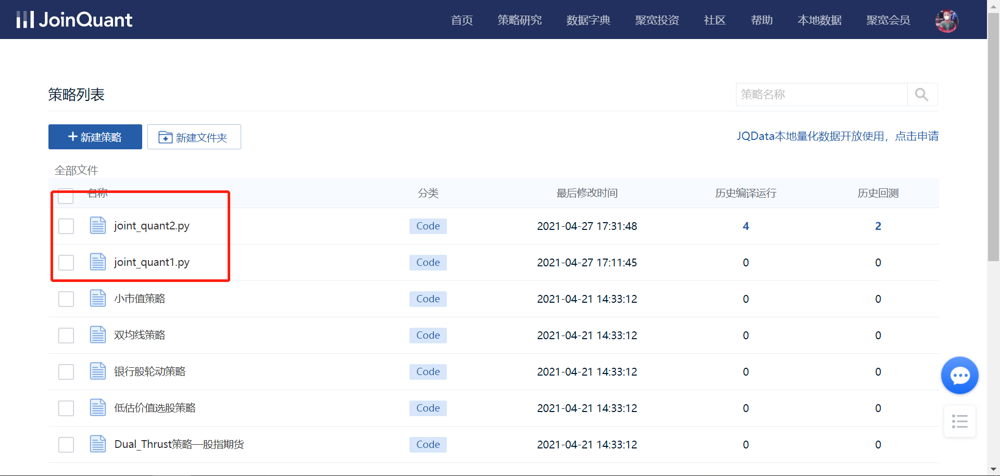 JoinQuant 首页 策略研究 数据字典 聚宽投资 社区 帮助 本地数据 聚宽会员
策略列表 策略名称
新建策略 新建文件夹 JQData本地量化数据开放使用，点击申请
全部文件
名称 分类 最后修改时间 历史编译运行 历史回测
joint_quant2.py Code 2021-04-27 17:31:48 4 2
joint_quant1.py Code 2021-04-27 17:11:45 0 0
小市值策略 Code 2021-04-21 14:33:12 0 0
双均线策略 Code 2021-04-21 14:33:12 0 0
银行股轮动策略 Code 2021-04-21 14:33:12 0 0
低估价值选股策略 Code 2021-04-21 14:33:12 0 0
Dual_Thrust策略—股指期货 Code 2021-04-21 14:33:12 0 0